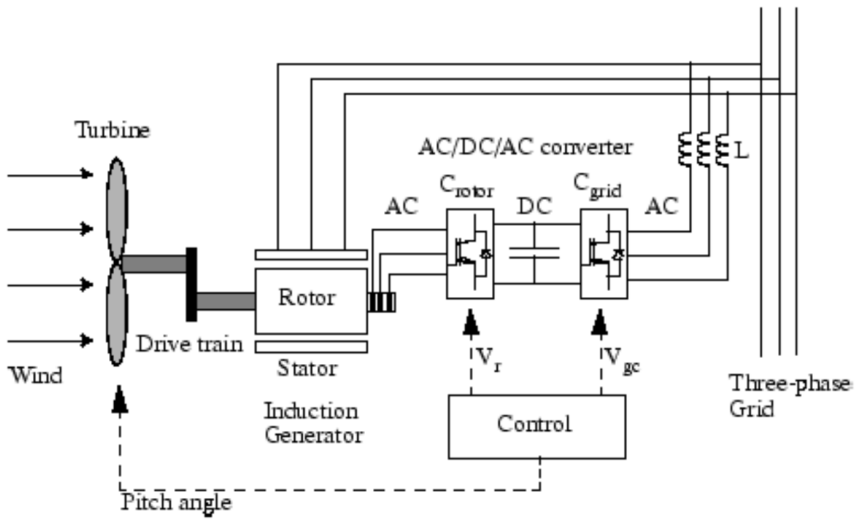 Turbine
AC/DC/AC converter
L
C_rotor
C_grid
AC
DC
AC
Rotor
Drive train
Stator
Wind
V_r
V_gc
Three-phase
Grid
Induction
Generator
Control
Pitch angle